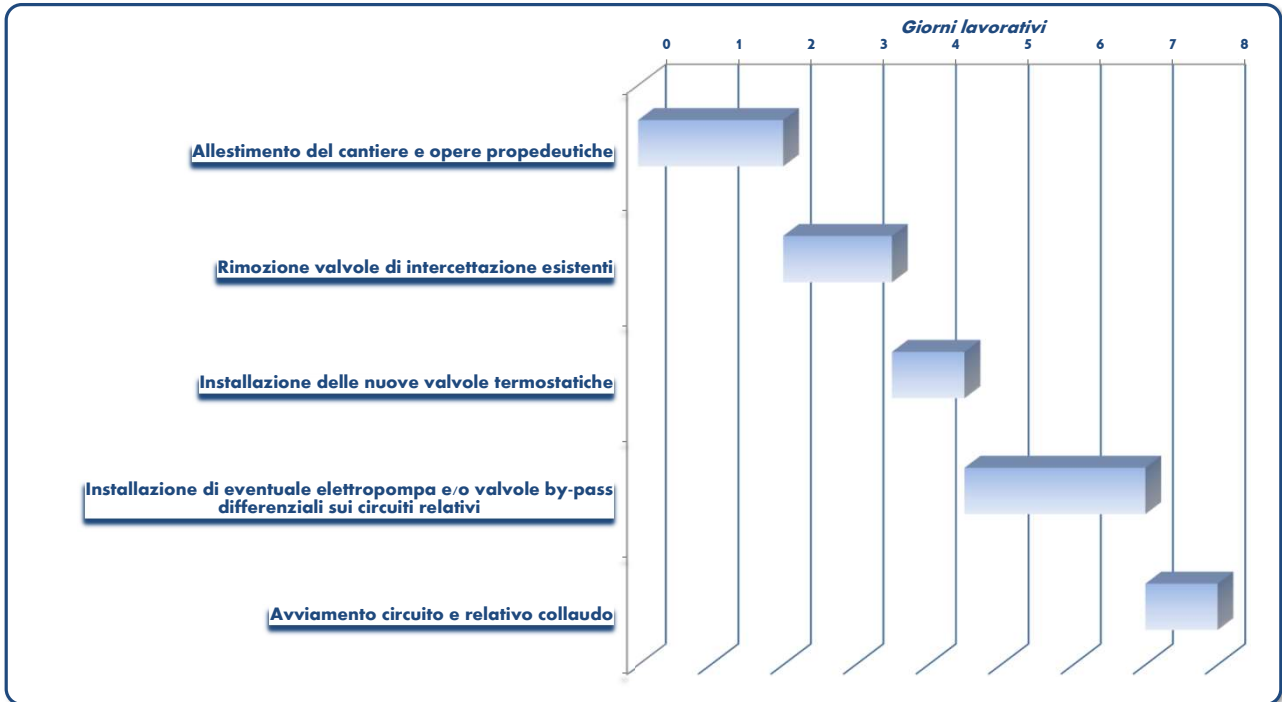 Giorni lavorativi
0 1 2 3 4 5 6 7 8
Allestimento del cantiere e opere propedeutiche
Rimozione valvole di intercettazione esistenti
Installazione delle nuove valvole termostatiche
Installazione di eventuale elettropompa e/o valvole by-pass
differenziali sui circuiti relativi
Avviamento circuito e relativo collaudo